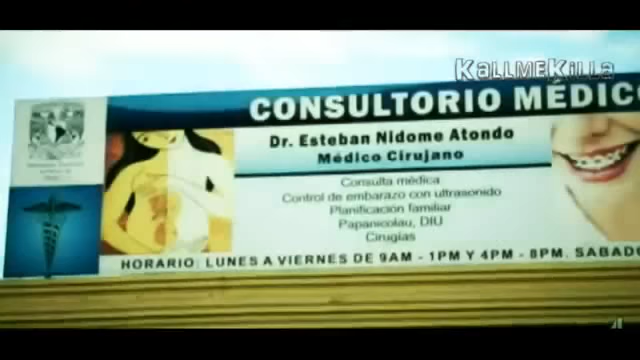 KALLMEKILLA
CONSULTORIO MÉDICO
Dr. Esteban Nidome Atondo
Médico Cirujano
Consulta médica
Control de embarazo con ultrasonido
Planificación familiar
Papanicolau, DIU
Cirugías
HORARIO: LUNES A VIERNES DE 9AM - 1PM Y 4PM - 8PM. SABADO